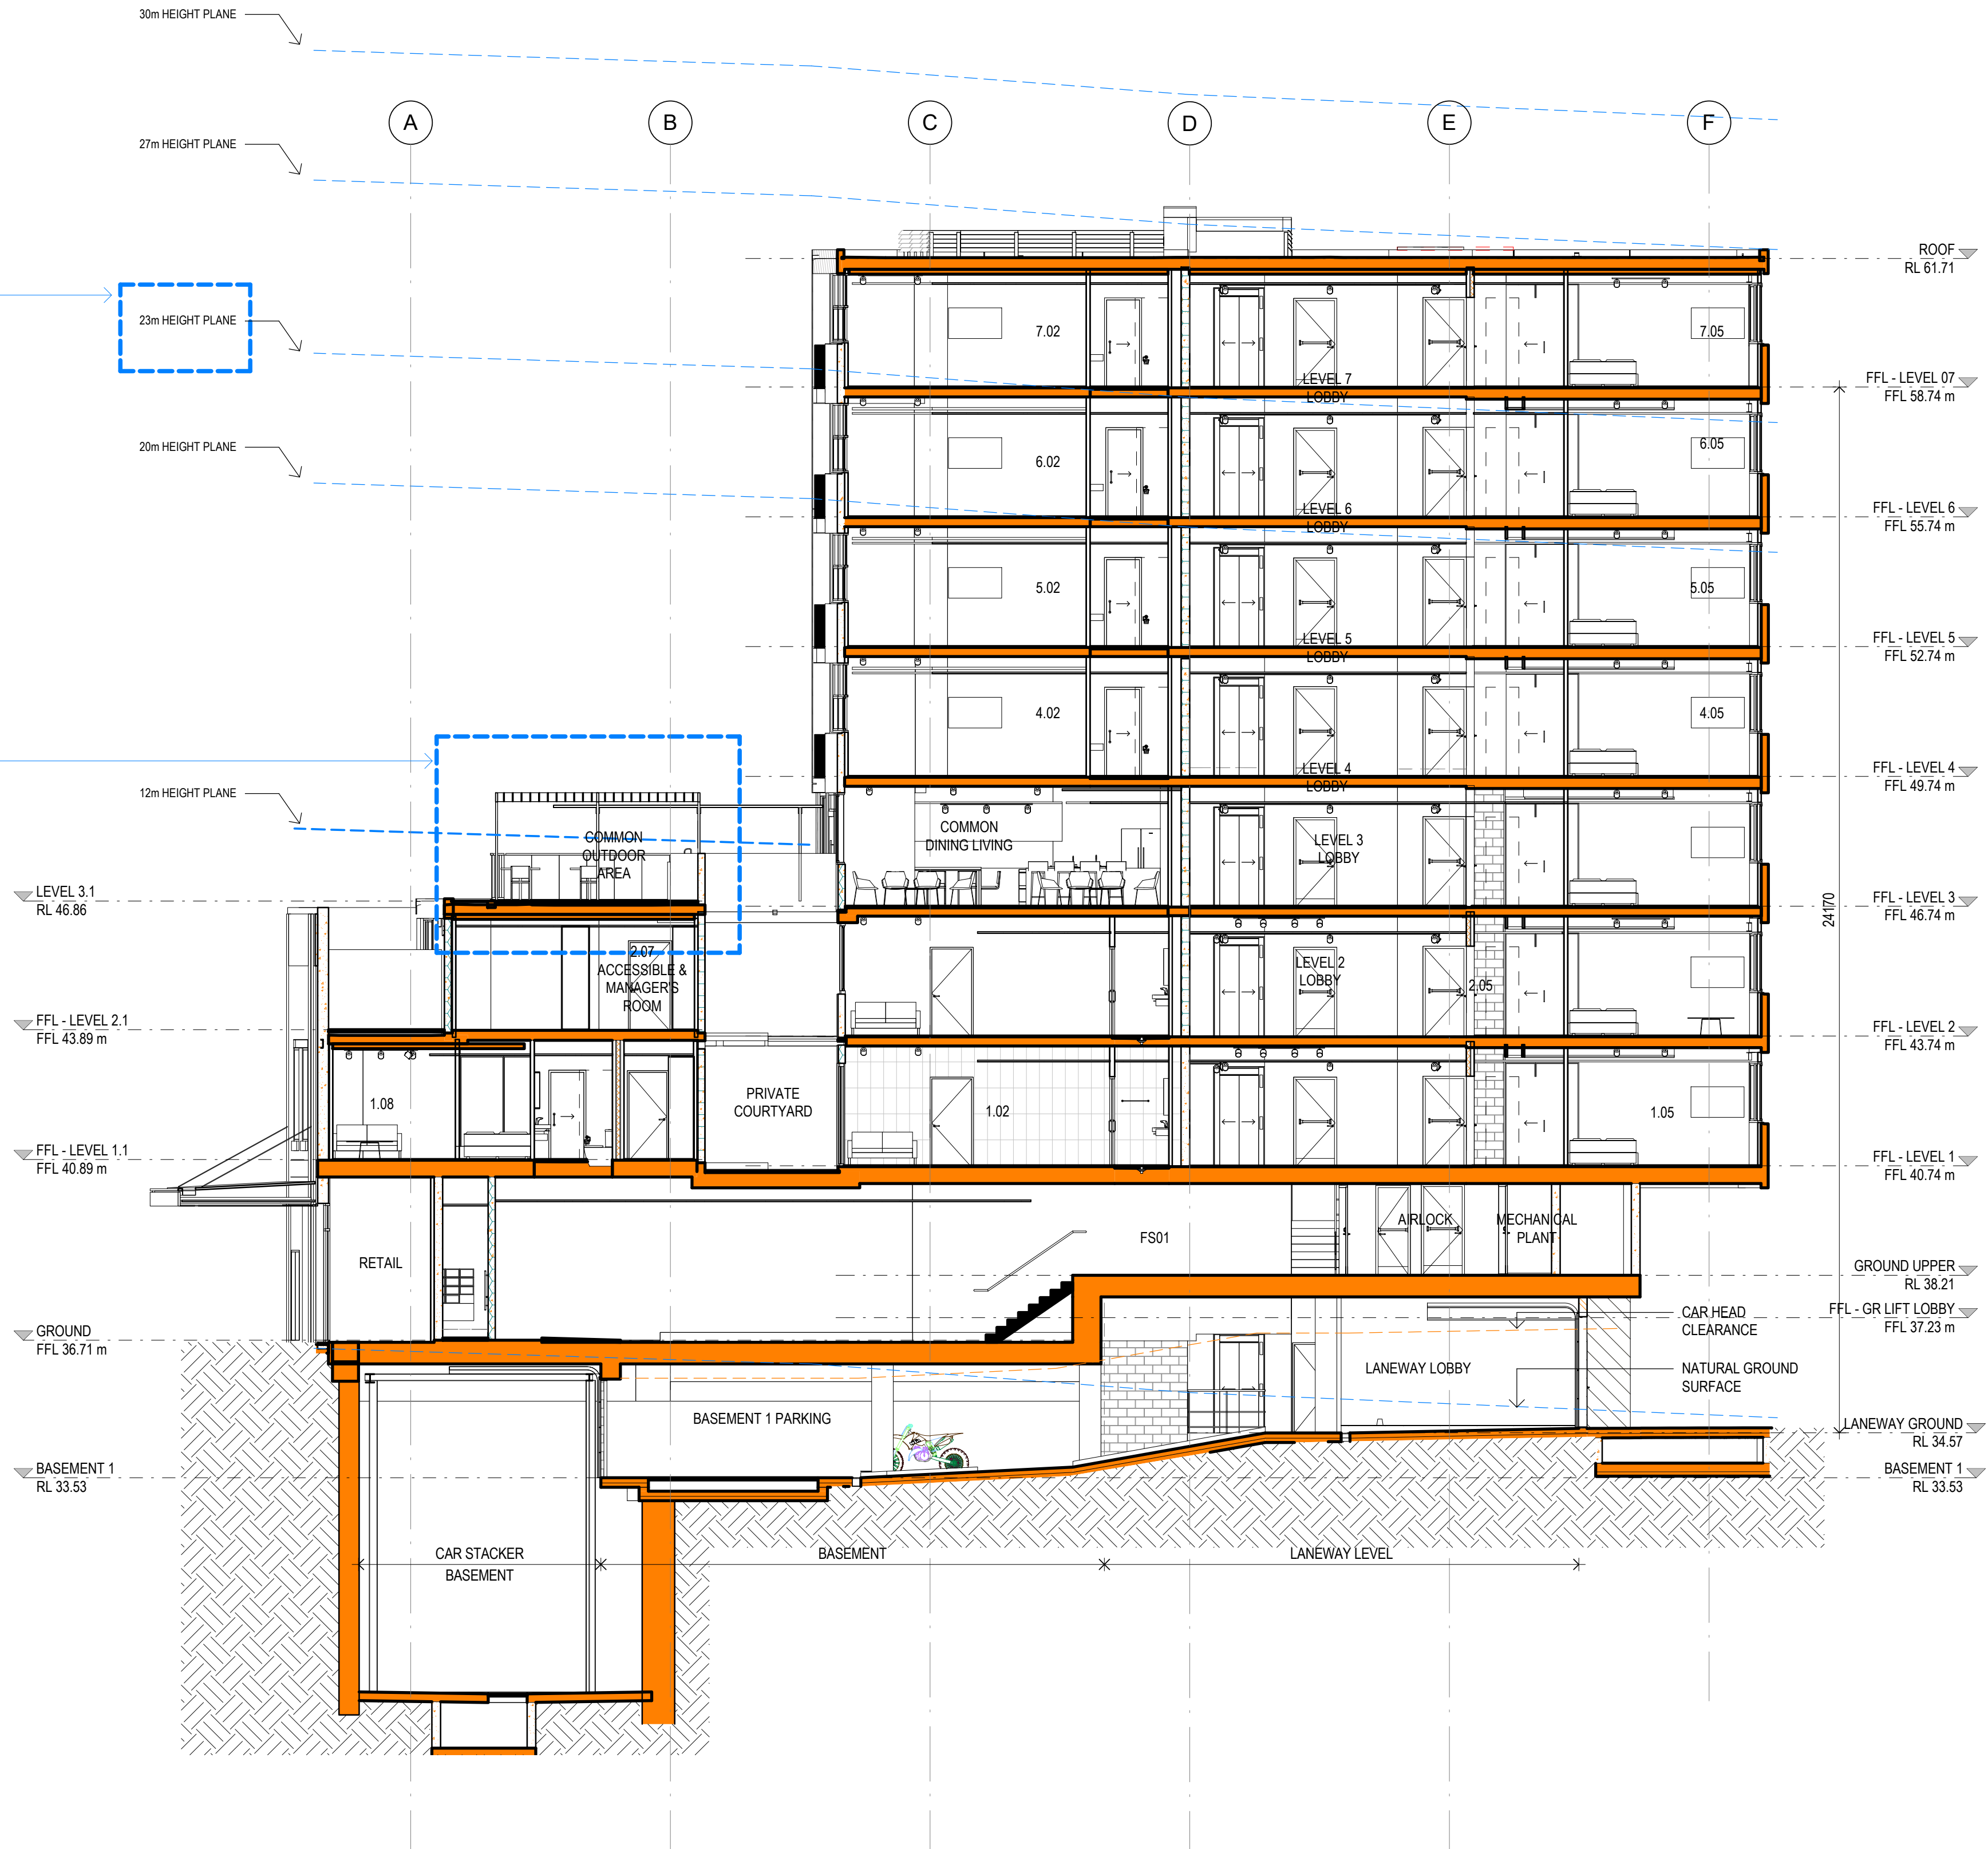 30m HEIGHT PLANE
A
B
C
D
E
F
27m HEIGHT PLANE
ROOF
RL 61.71
23m HEIGHT PLANE
7.02
7.05
LEVEL 7
LOBBY
FFL - LEVEL 07
FFL 58.74 m
20m HEIGHT PLANE
6.02
6.05
LEVEL 6
LOBBY
FFL - LEVEL 6
FFL 55.74 m
5.02
5.05
LEVEL 5
LOBBY
FFL - LEVEL 5
FFL 52.74 m
4.02
4.05
LEVEL 4
LOBBY
FFL - LEVEL 4
FFL 49.74 m
12m HEIGHT PLANE
COMMON
OUTDOOR
AREA
COMMON
DINING LIVING
LEVEL 3
LOBBY
LEVEL 3.1
RL 46.86
FFL - LEVEL 3
FFL 46.74 m
24170
2.07
ACCESSIBLE &
MANAGER'S
ROOM
LEVEL 2
LOBBY
2.05
FFL - LEVEL 2.1
FFL 43.89 m
FFL - LEVEL 2
FFL 43.74 m
1.08
PRIVATE
COURTYARD
1.02
1.05
FFL - LEVEL 1.1
FFL 40.89 m
FFL - LEVEL 1
FFL 40.74 m
RETAIL
FS01
AIRLOCK
MECHANICAL
PLANT
GROUND UPPER
RL 38.21
GROUND
FFL 36.71 m
CAR HEAD
CLEARANCE
FFL - GR LIFT LOBBY
FFL 37.23 m
LANEWAY LOBBY
NATURAL GROUND
SURFACE
BASEMENT 1 PARKING
LANEWAY GROUND
RL 34.57
BASEMENT 1
RL 33.53
BASEMENT 1
RL 33.53
CAR STACKER
BASEMENT
BASEMENT
LANEWAY LEVEL